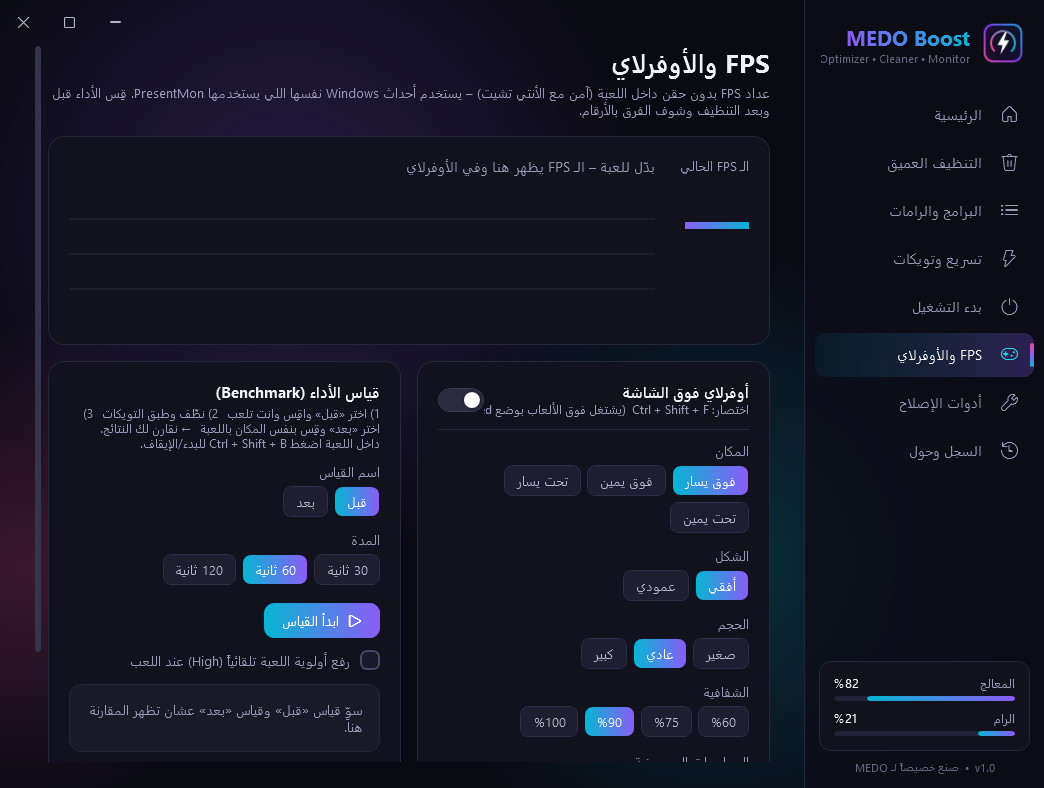 MEDO Boost
Optimizer • Cleaner • Monitor
الرئيسية
التنظيف العميق
البرامج والرامات
تسريع وتويكات
بدء التشغيل
FPS والأوفرلاي
أدوات الإصلاح
السجل وحول
المعالج
%82
الرام
%21
v1.0 • صنع خصيصاً لـ MEDO
FPS والأوفرلاي
عداد FPS بدون حقن داخل اللعبة (آمن مع الأنتي تشيت) – يستخدم أحداث Windows نفسها اللي يستخدمها PresentMon. قِس الأداء قبل
وبعد التنظيف وشوف الفرق بالأرقام.
الـ FPS الحالي
بدّل للعبة – الـ FPS يظهر هنا وفي الأوفرلاي
أوفرلاي فوق الشاشة
اختصار: Ctrl + Shift + F (يشتغل فوق الألعاب بوضع
المكان
فوق يسار
فوق يمين
تحت يسار
تحت يمين
الشكل
أفقي
عمودي
الحجم
صغير
عادي
كبير
الشفافية
%60
%75
%90
%100
قياس الأداء (Benchmark)
1) اختر «قبل» واقِس وانت تلعب 2) نظّف وطبق التويكات 3)
اختر «بعد» وقِس بنفس المكان باللعبة ← نقارن لك النتائج.
داخل اللعبة اضغط Ctrl + Shift + B للبدء/الإيقاف.
اسم القياس
قبل
بعد
المدة
30 ثانية
60 ثانية
120 ثانية
ابدأ القياس
رفع أولوية اللعبة تلقائياً (High) عند اللعب
سوّ قياس «قبل» وقياس «بعد» عشان تظهر المقارنة
هنا.